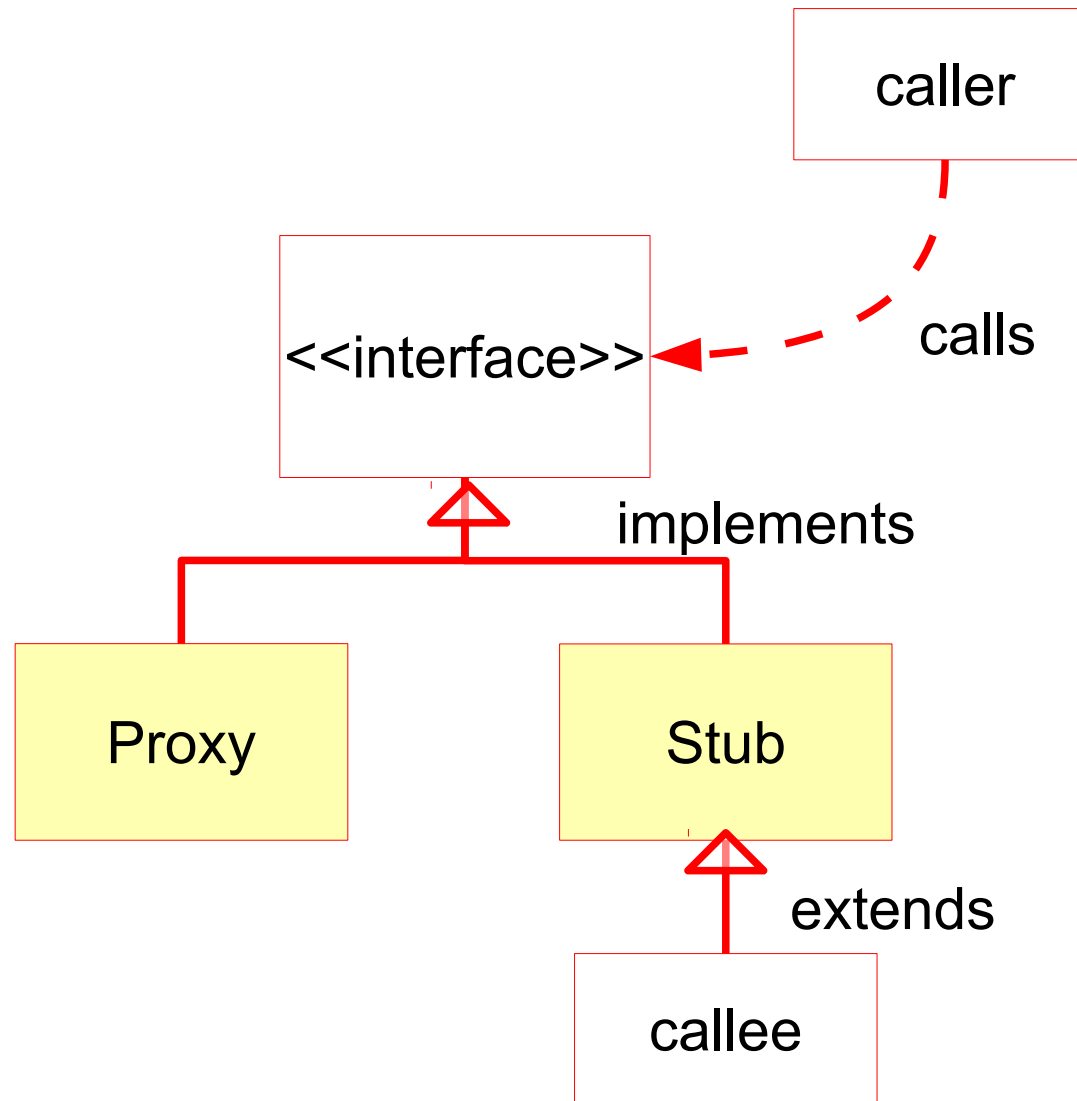 caller
<<interface>>
calls
implements
Proxy
Stub
extends
callee